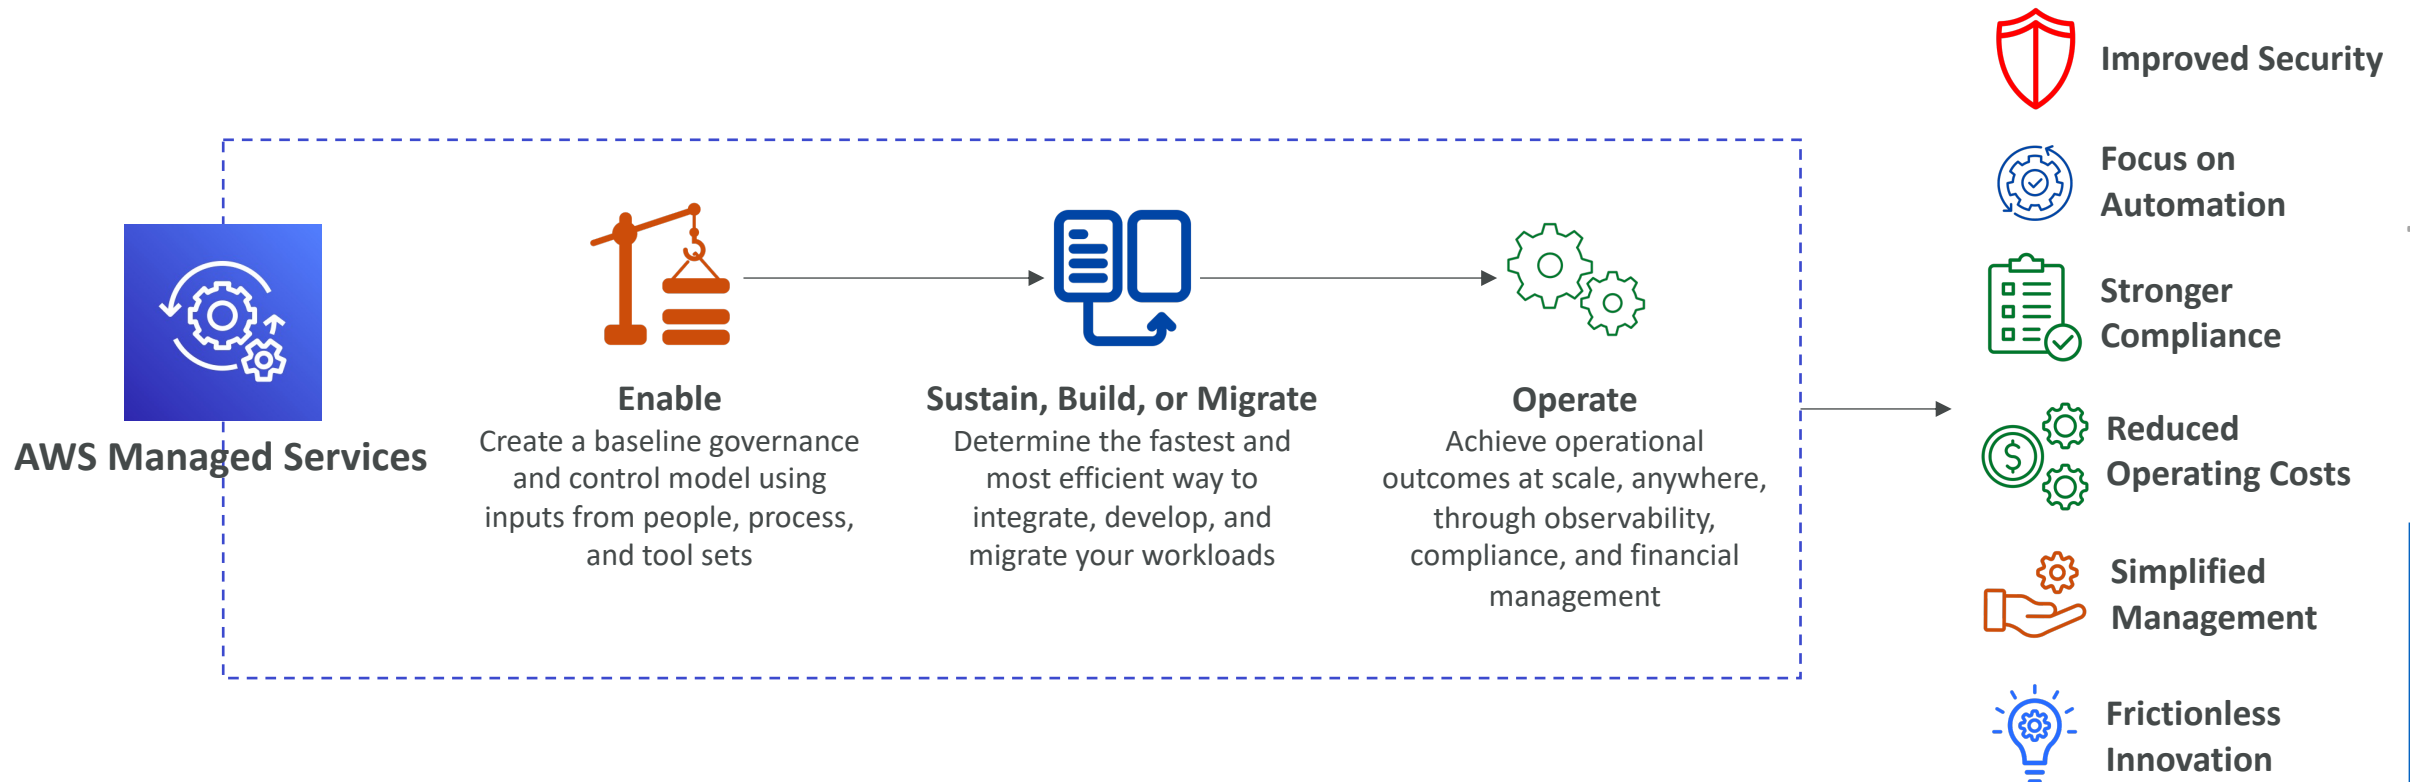 AWS Managed Services
Enable
Create a baseline governance
and control model using
inputs from people, process,
and tool sets
Sustain, Build, or Migrate
Determine the fastest and
most efficient way to
integrate, develop, and
migrate your workloads
Operate
Achieve operational
outcomes at scale, anywhere,
through observability,
compliance, and financial
management
Improved Security
Focus on
Automation
Stronger
Compliance
$
Reduced
Operating Costs
Simplified
Management
Frictionless
Innovation